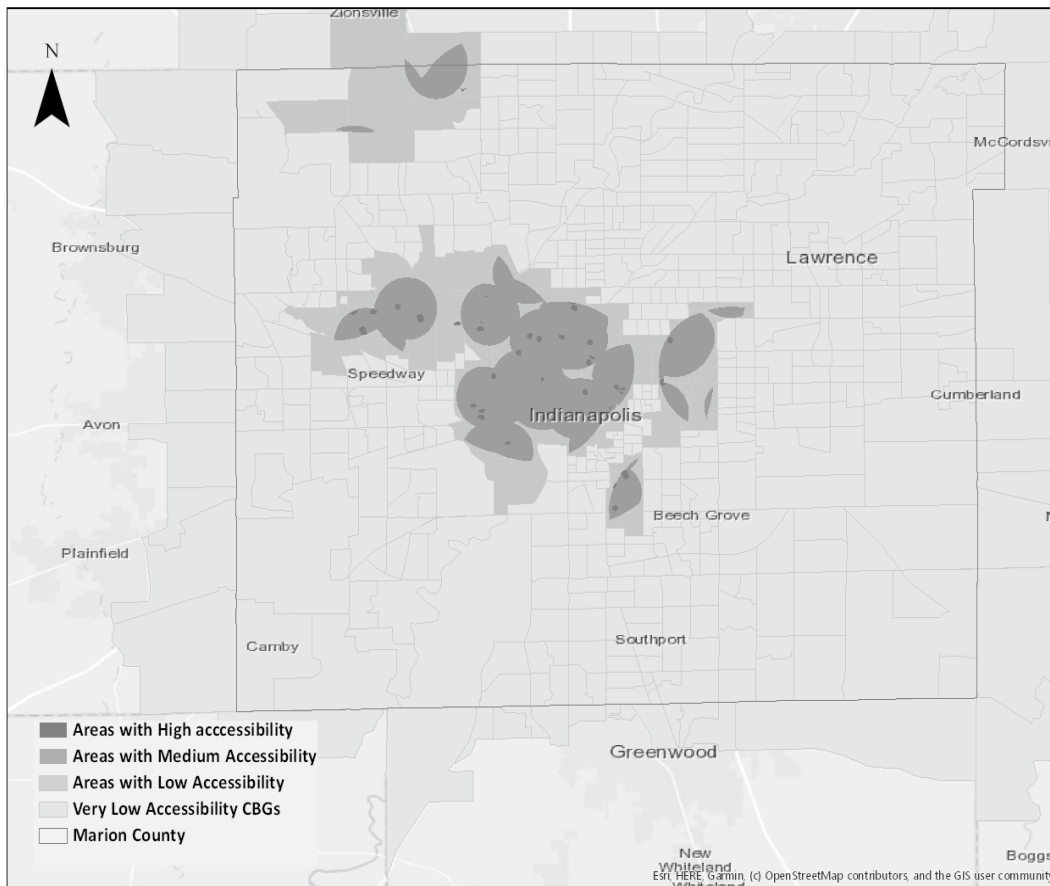 Zionsville
N
McCordsvi
Brownsburg
Lawrence
Speedway
Cumberland
Indianapolis
Avon
Beech Grove
N
Plainfield
Southport
Camby
Areas with High acccessibility
Areas with Medium Accessibility
Areas with Low Accessibility
Very Low Accessibility CBGs
Marion County
Greenwood
New
Whiteland
Whiteland
Boggs
Esri, HERE, Garmin, (c) OpenStreetMap contributors, and the GIS user community